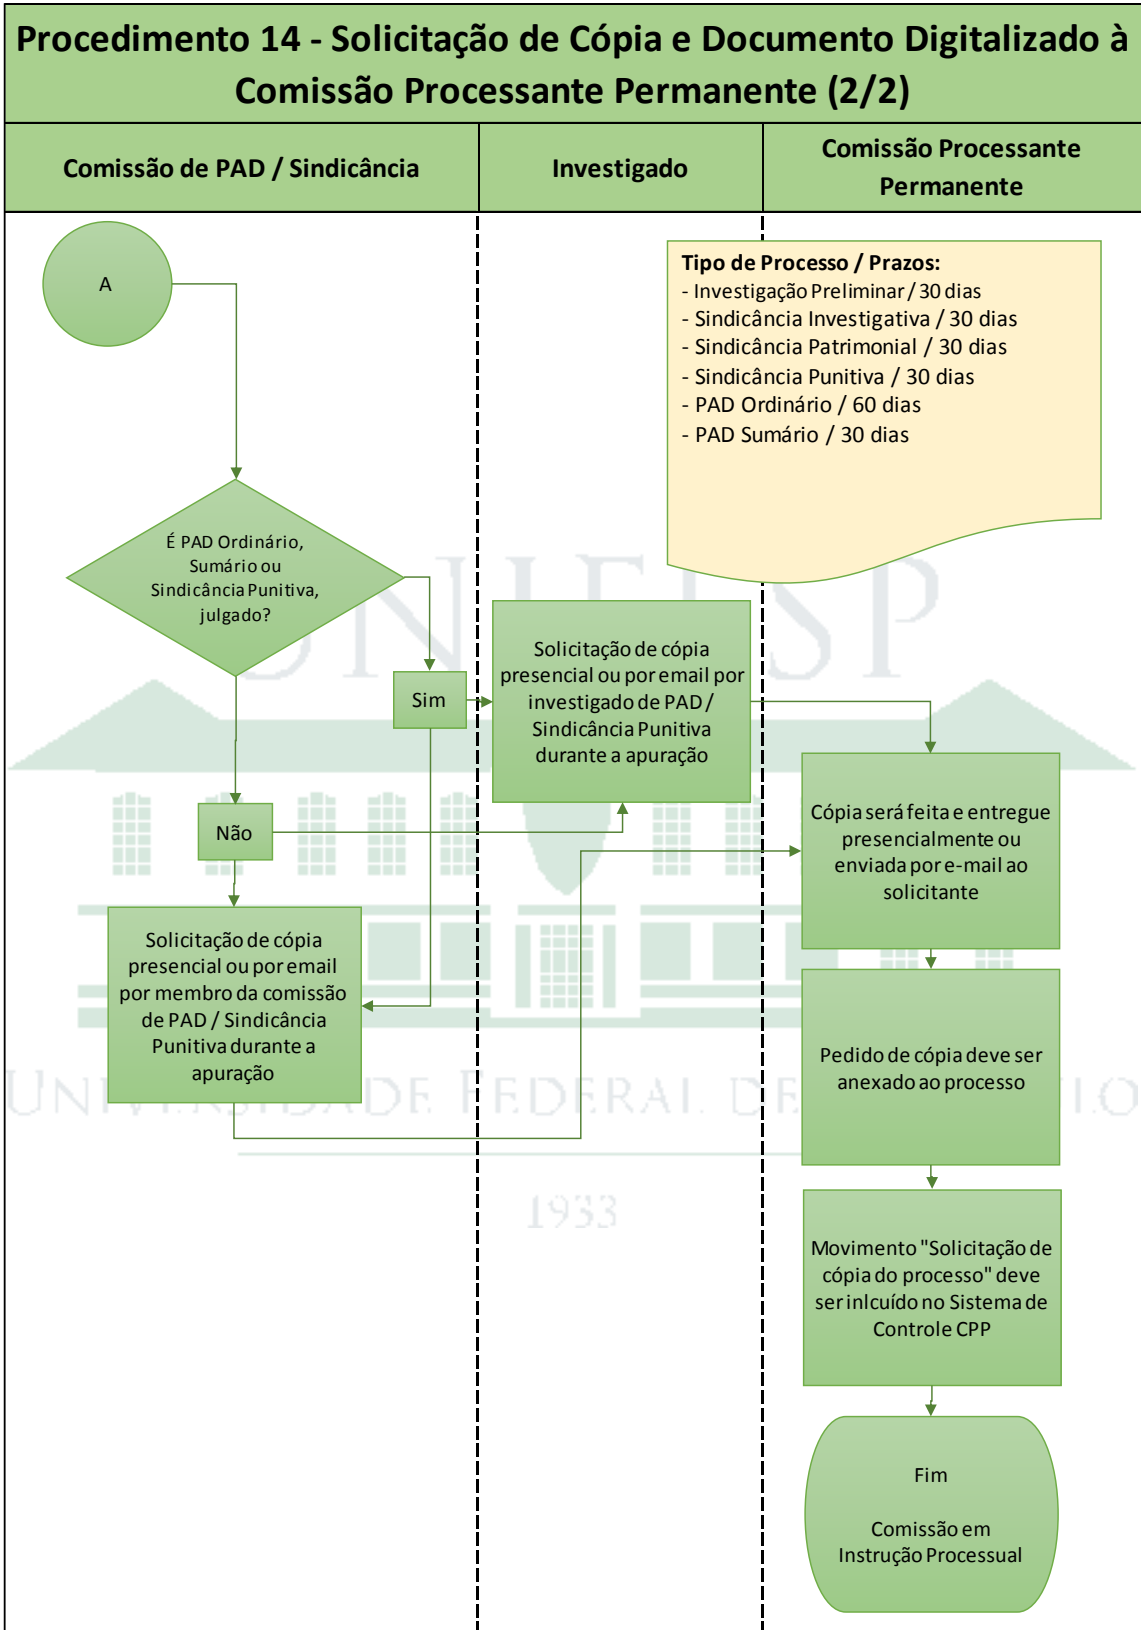 Procedimento 14 - Solicitação de Cópia e Documento Digitalizado à
Comissão Processante Permanente (2/2)
Comissão de PAD / Sindicância
Investigado
Comissão Processante
Permanente
A
Tipo de Processo / Prazos:
- Investigação Preliminar / 30 dias
- Sindicância Investigativa / 30 dias
- Sindicância Patrimonial / 30 dias
- Sindicância Punitiva / 30 dias
- PAD Ordinário / 60 dias
- PAD Sumário / 30 dias
É PAD Ordinário,
Sumário ou
Sindicância Punitiva,
julgado?
Sim
Solicitação de cópia
presencial ou por email por
investigado de PAD /
Sindicância Punitiva
durante a apuração
Não
Cópia será feita e entregue
presencialmente ou
enviada por e-mail ao
solicitante
Solicitação de cópia
presencial ou por email
por membro da comissão
de PAD / Sindicância
Punitiva durante a
apuração
Pedido de cópia deve ser
anexado ao processo
Movimento "Solicitação de
cópia do processo" deve
ser inlcuído no Sistema de
Controle CPP
Fim
Comissão em
Instrução Processual
1933